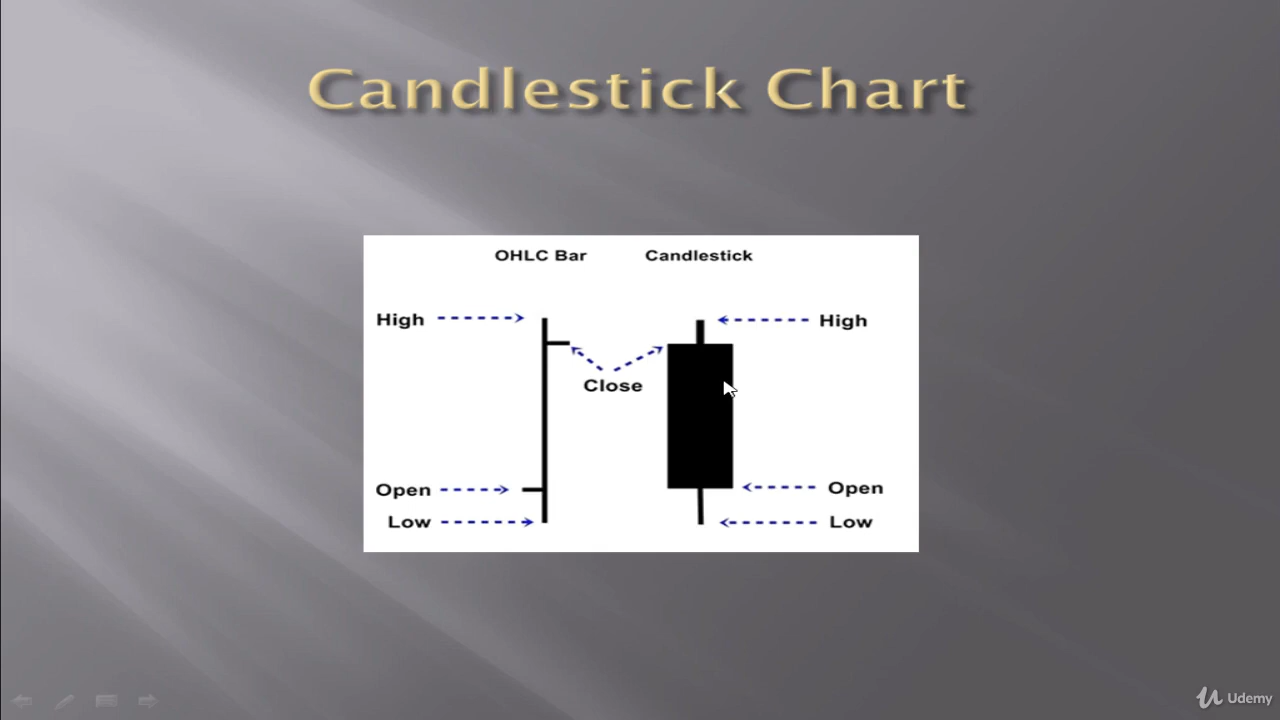 Candlestick Chart
OHLC Bar Candlestick
High High
Close
Open Open
Low Low
Udemy